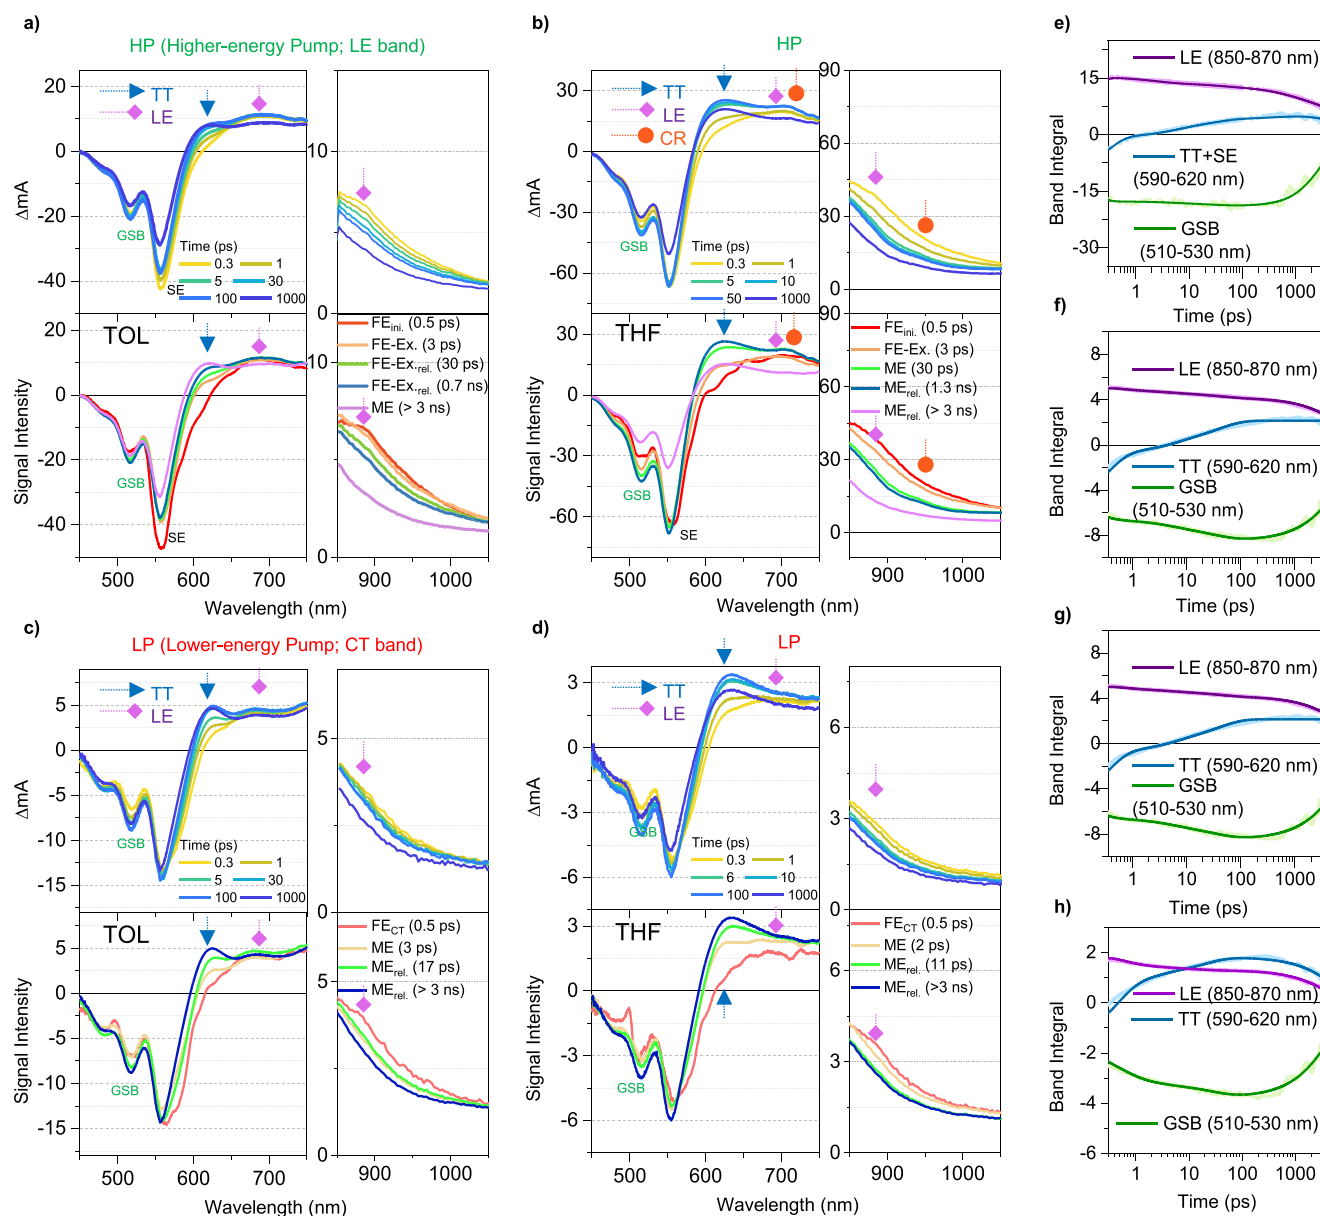 a)
HP (Higher-energy Pump; LE band)
20
0
-20
-40
ΔmA
TT
LE
GSB
SE
Time (ps)
0.3 1
5 30
100 1000
10
0
TOL
20
10
0
-10
-20
-30
-40
Signal Intensity
GSB
SE
FEini. (0.5 ps)
FE-Ex. (3 ps)
FE-Ex.rel. (30 ps)
FE-Ex.rel. (0.7 ns)
ME (> 3 ns)
10
0
500 600 700 900 1000
Wavelength (nm)
b)
HP
30
0
-30
-60
ΔmA
TT
LE
CR
GSB
Time (ps)
0.3 1
5 10
50 1000
90
60
30
0
THF
30
0
-30
-60
Signal Intensity
GSB
SE
FEini. (0.5 ps)
FE-Ex. (3 ps)
ME (30 ps)
MErel. (1.3 ns)
MErel. (> 3 ns)
90
60
30
0
500 600 700 900 1000
Wavelength (nm)
c)
LP (Lower-energy Pump; CT band)
5
0
-5
-10
-15
ΔmA
TT
LE
GSB
Time (ps)
0.3 1
5 30
100 1000
5
0
TOL
10
5
0
-5
-10
-15
Signal Intensity
GSB
FECT (0.5 ps)
ME (3 ps)
MErel. (17 ps)
MErel. (> 3 ns)
5
0
500 600 700 900 1000
Wavelength (nm)
d)
LP
3
0
-3
-6
ΔmA
TT
LE
GSB
Time (ps)
0.3 1
6 10
100 1000
6
3
0
THF
3
0
-3
-6
Signal Intensity
GSB
FECT (0.5 ps)
ME (2 ps)
MErel. (11 ps)
MErel. (>3 ns)
6
3
0
500 600 700 900 1000
Wavelength (nm)
e)
15
0
-15
-30
Band Integral
LE (850-870 nm)
TT+SE
(590-620 nm)
GSB
(510-530 nm)
1 10 100 1000
Time (ps)
f)
8
4
0
-4
-8
Band Integral
LE (850-870 nm)
TT (590-620 nm)
GSB
(510-530 nm)
1 10 100 1000
Time (ps)
g)
8
4
0
-4
-8
Band Integral
LE (850-870 nm)
TT (590-620 nm)
GSB
(510-530 nm)
1 10 100 1000
Time (ps)
h)
2
0
-2
-4
-6
Band Integral
LE (850-870 nm)
TT (590-620 nm)
GSB (510-530 nm)
1 10 100 1000
Time (ps)